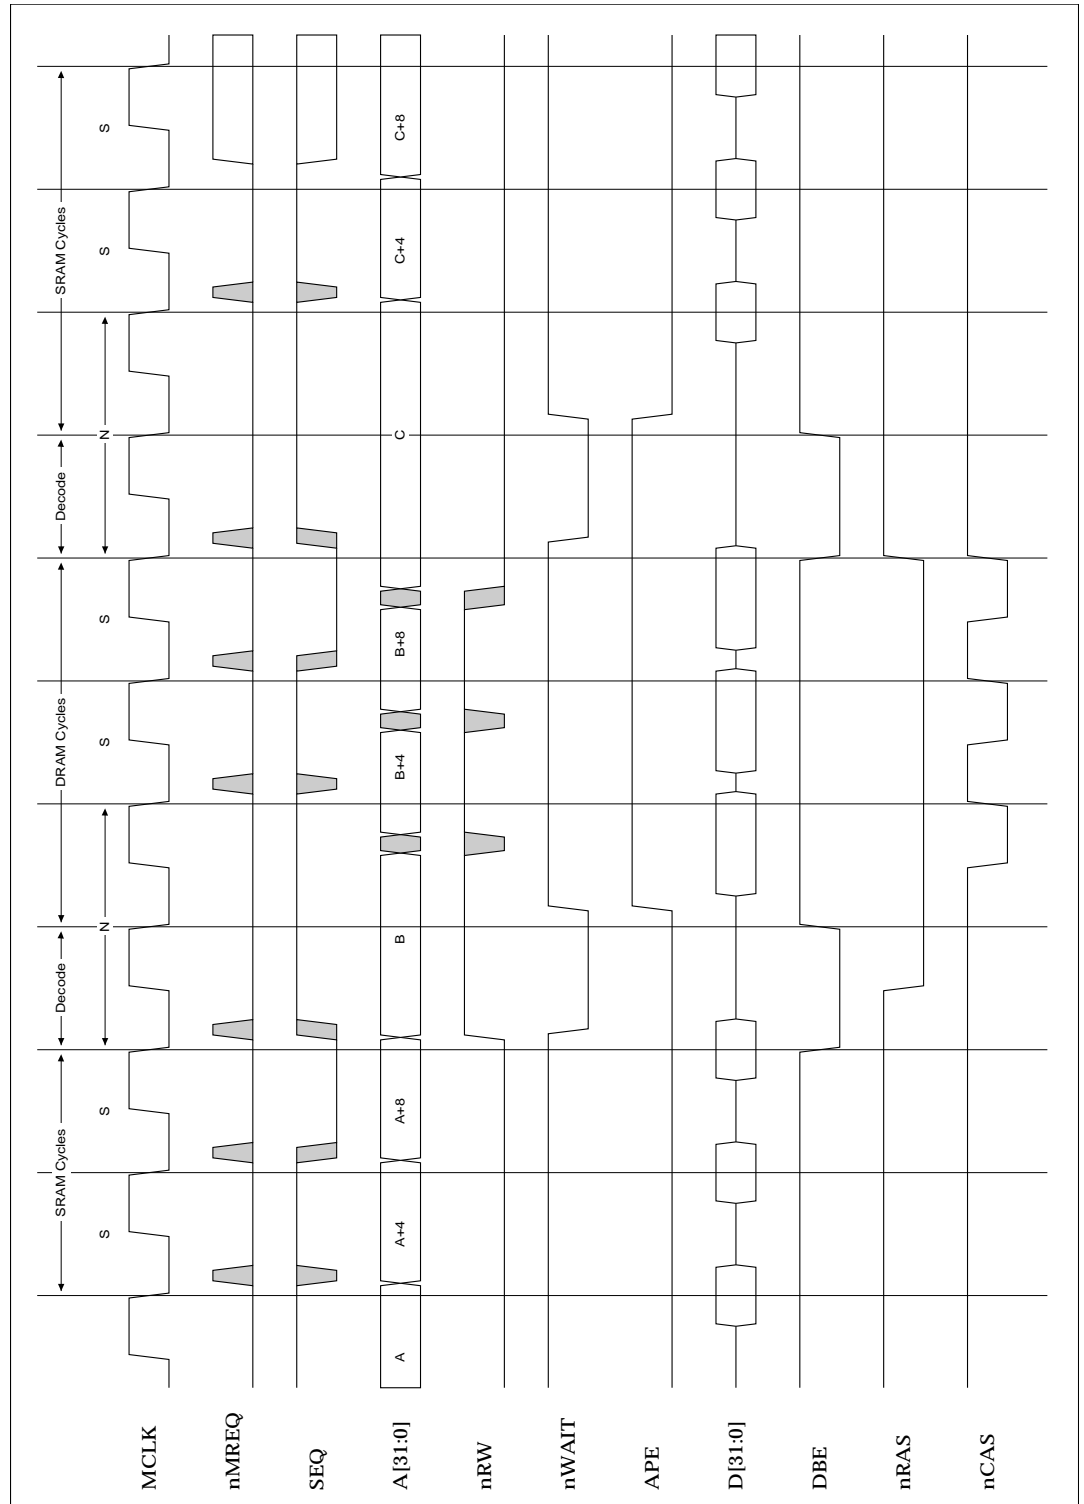 SRAM Cycles Decode DRAM Cycles Decode SRAM Cycles
S S N S S N S S
MCLK
nMREQ
SEQ
A[31:0] A A+4 A+8 B B+4 B+8 C C+4 C+8
nRW
nWAIT
APE
D[31:0]
DBE
nRAS
nCAS